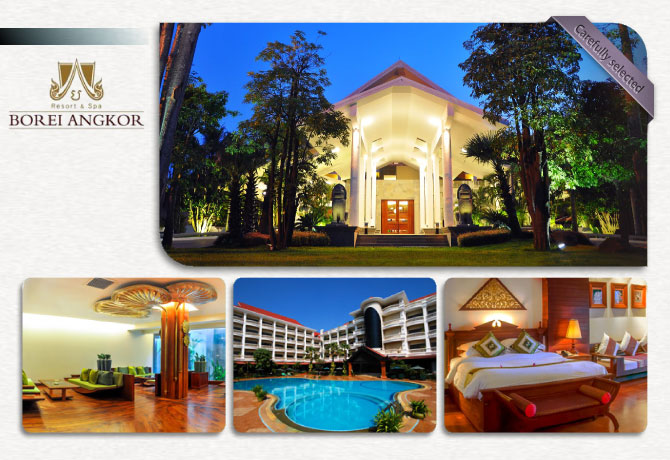 Resort & Spa
BOREI ANGKOR
Carefully selected